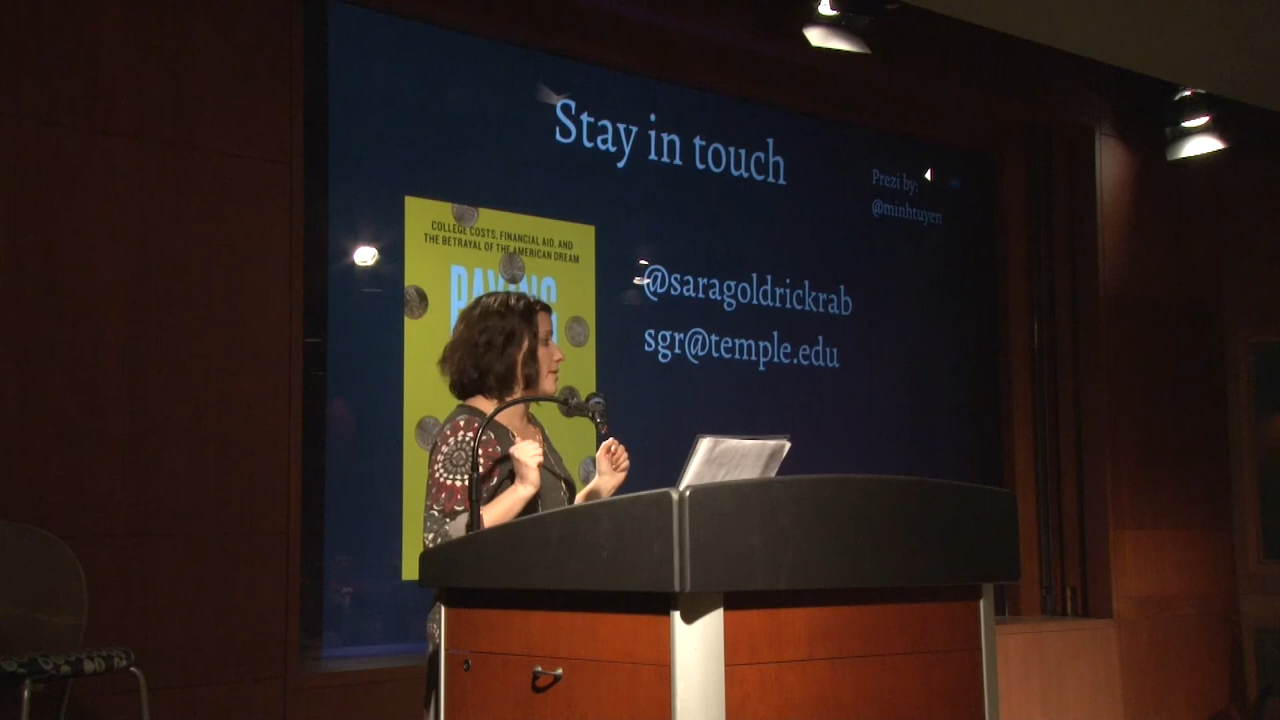 Stay in touch
Prezi by:
@minhtuyen
COLLEGE COSTS, FINANCIAL AID, AND
THE BETRAYAL OF THE AMERICAN DREAM
PAYING
@saragoldrickrab
sgr@temple.edu